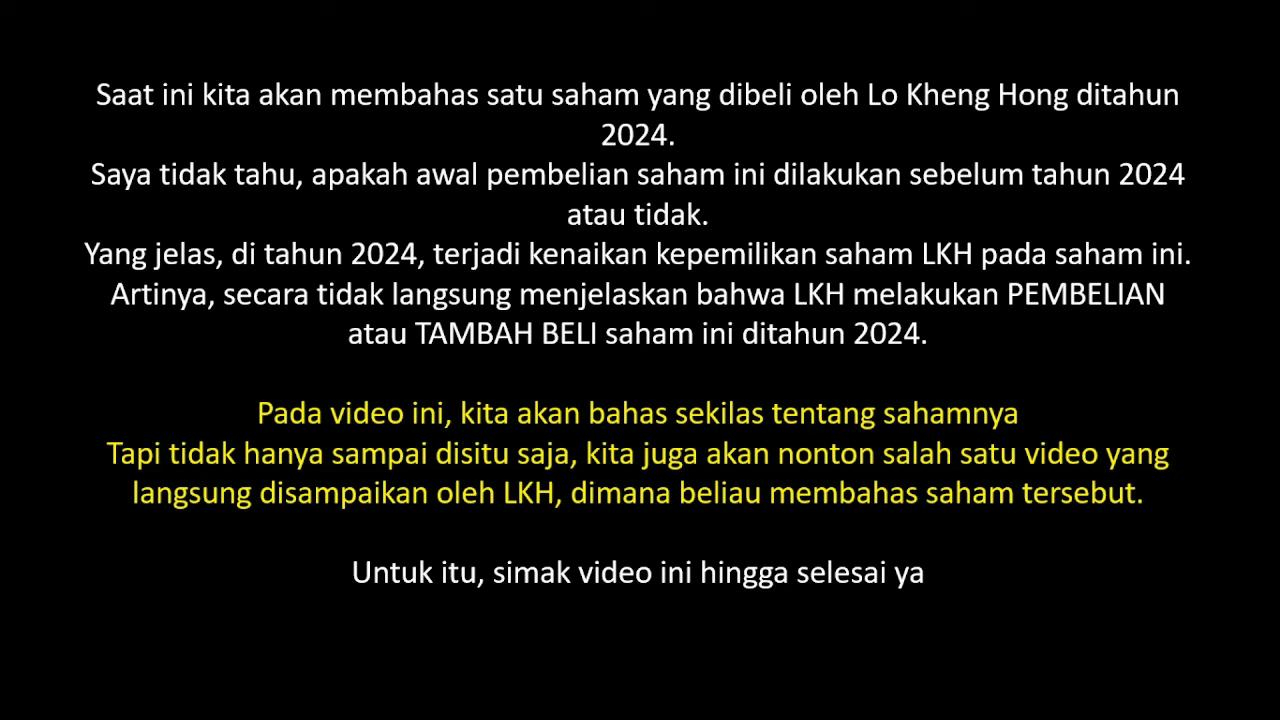 Saat ini kita akan membahas satu saham yang dibeli oleh Lo Kheng Hong ditahun
2024.
Saya tidak tahu, apakah awal pembelian saham ini dilakukan sebelum tahun 2024
atau tidak.
Yang jelas, di tahun 2024, terjadi kenaikan kepemilikan saham LKH pada saham ini.
Artinya, secara tidak langsung menjelaskan bahwa LKH melakukan PEMBELIAN
atau TAMBAH BELI saham ini ditahun 2024.
Pada video ini, kita akan bahas sekilas tentang sahamnya
Tapi tidak hanya sampai disitu saja, kita juga akan nonton salah satu video yang
langsung disampaikan oleh LKH, dimana beliau membahas saham tersebut.
Untuk itu, simak video ini hingga selesai ya